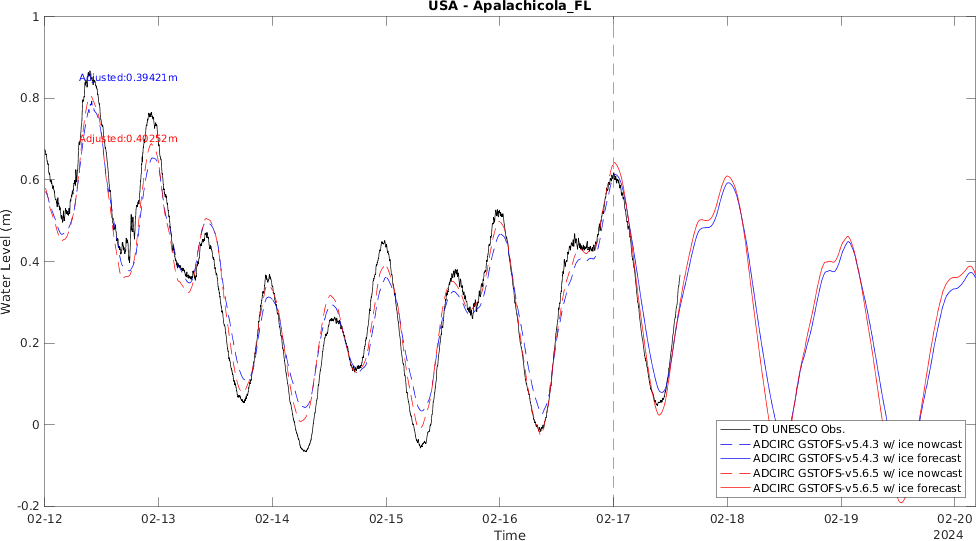 USA - Apalachicola_FL
1
0.8
0.6
0.4
0.2
0
-0.2
Water Level (m)
Adjusted:0.39421m
Adjusted:0.40252m
TD UNESCO Obs.
ADCIRC GSTOFS-v5.4.3 w/ ice nowcast
ADCIRC GSTOFS-v5.4.3 w/ ice forecast
ADCIRC GSTOFS-v5.6.5 w/ ice nowcast
ADCIRC GSTOFS-v5.6.5 w/ ice forecast
02-12 02-13 02-14 02-15 02-16 02-17 02-18 02-19 02-20
Time
2024